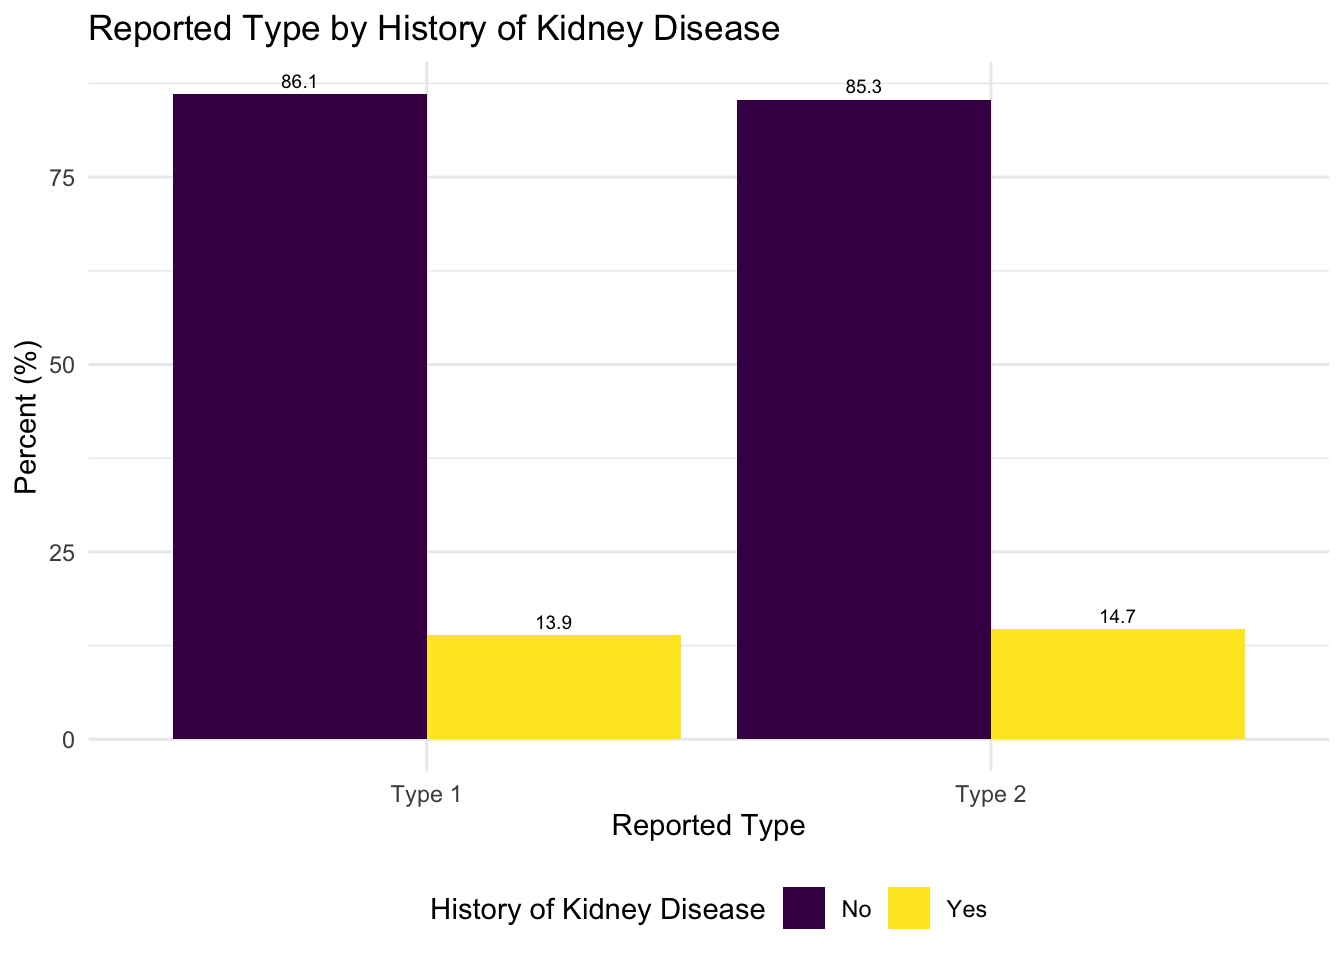 Reported Type by History of Kidney Disease
86.1
85.3
75
50
25
0
13.9
14.7
Percent (%)
Type 1
Type 2
Reported Type
History of Kidney Disease No Yes